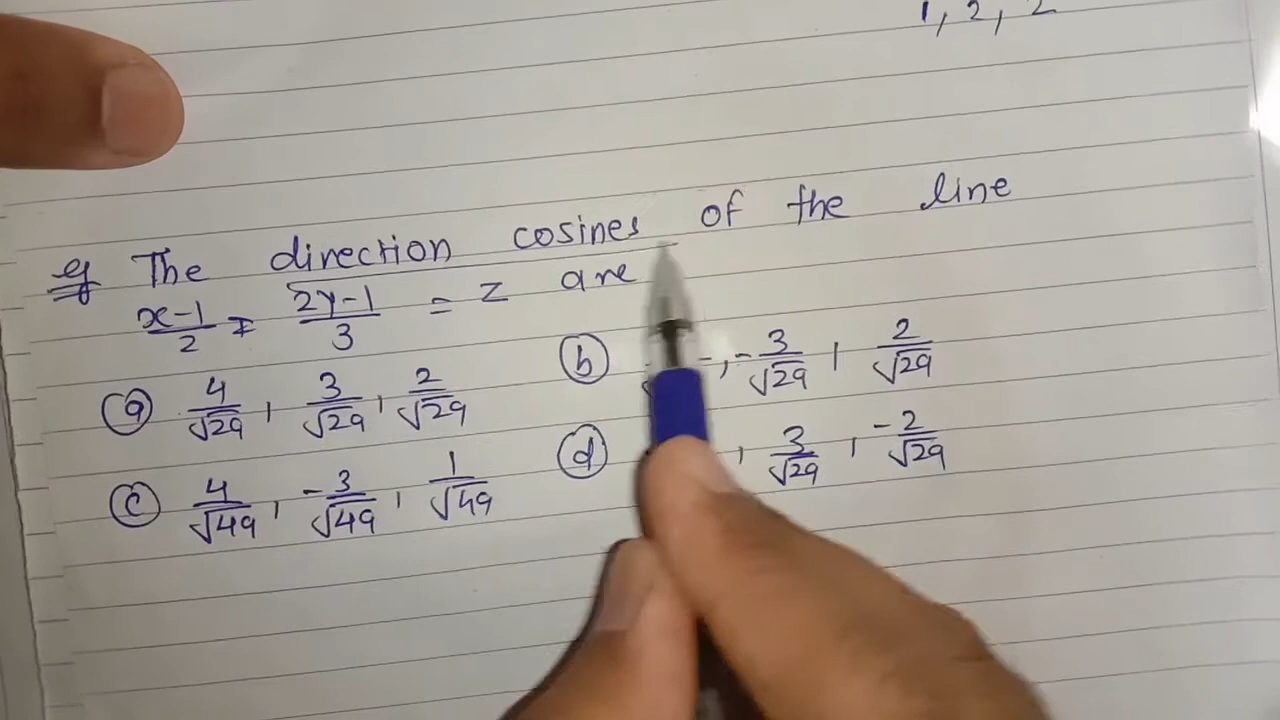 1, 2, 2
eg The direction cosines of the line
x-1/2 = 2y-1/3 = z are
(a) 4/√29, 3/√29, 2/√29 (b) , -3/√29, 2/√29
(c) 4/√49, -3/√49, 1/√49 (d) , 3/√29, -2/√29